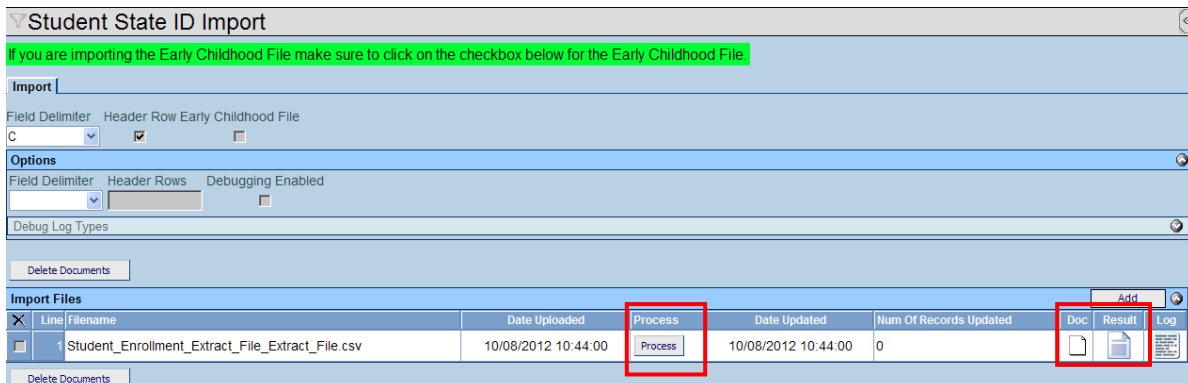 Student State ID Import
If you are importing the Early Childhood File make sure to click on the checkbox below for the Early Childhood File.
Import
Field Delimiter Header Row Early Childhood File
C
Options
Field Delimiter Header Rows Debugging Enabled
Debug Log Types
Delete Documents
Import Files Add
X Line Filename Date Uploaded Process Date Updated Num Of Records Updated Doc Result Log
1 Student_Enrollment_Extract_File_Extract_File.csv 10/08/2012 10:44:00 Process 10/08/2012 10:44:00 0
Delete Documents